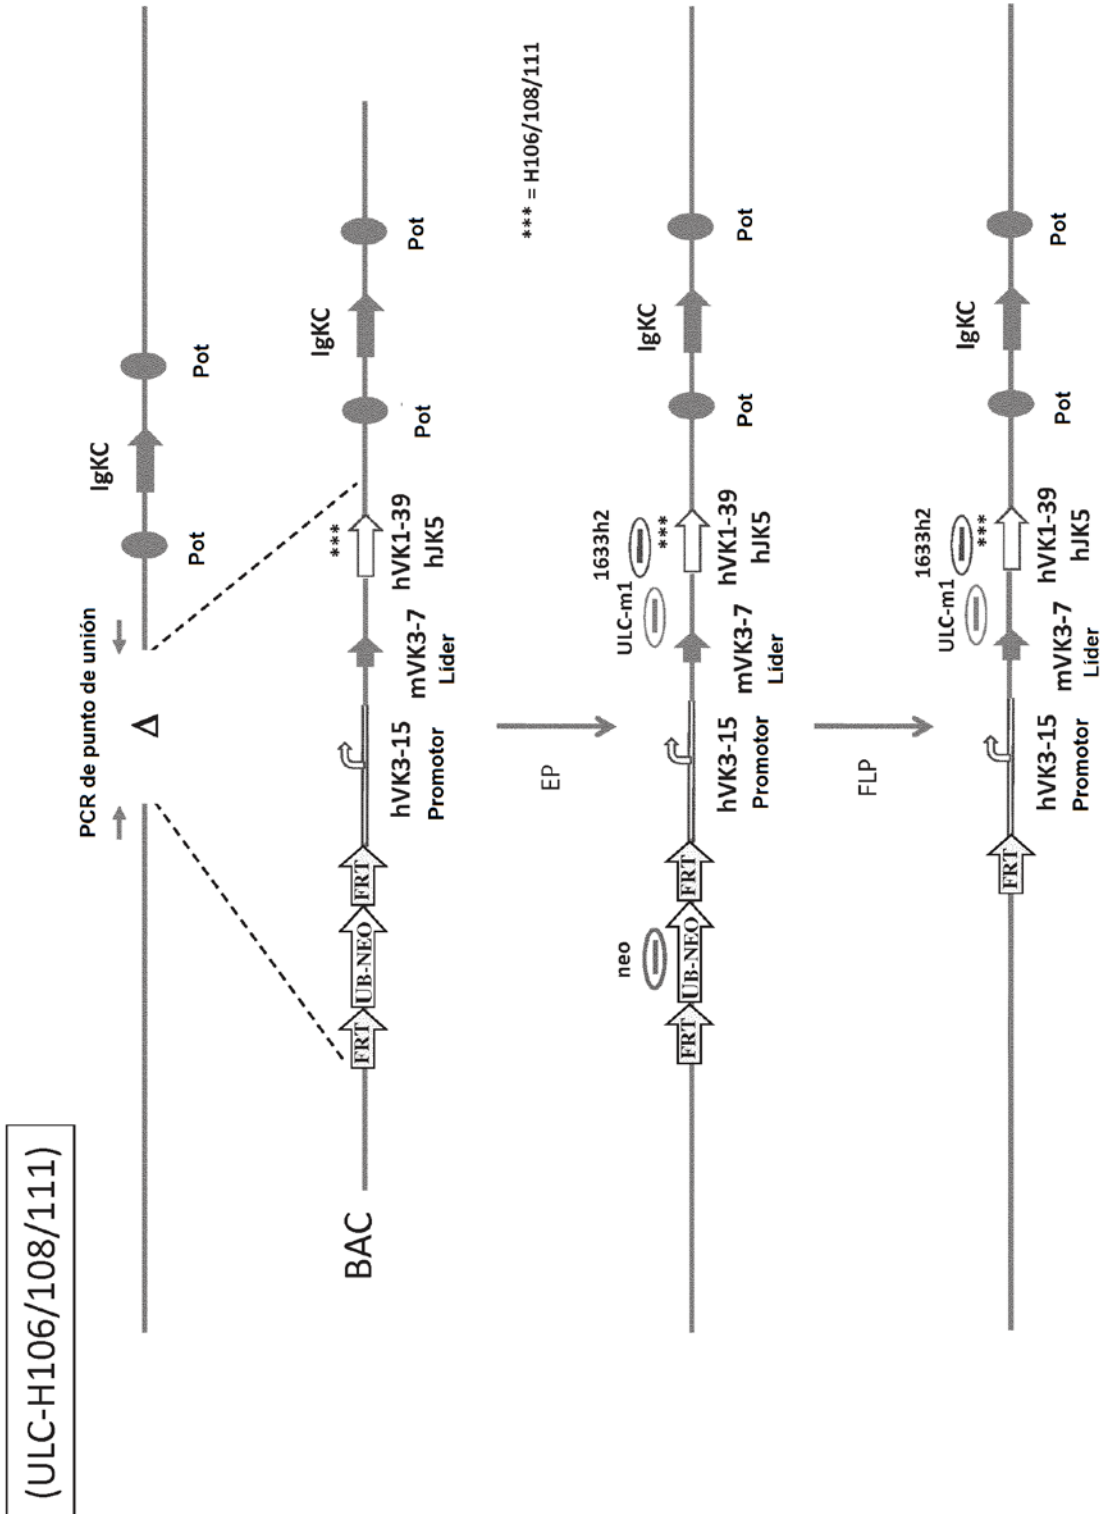 (ULC-H106/108/111)
PCR de punto de unión
Δ
IgKC
Pot
Pot
BAC
FRT
UB-NEO
FRT
hVK3-15
Promotor
mVK3-7
Líder
***
hVK1-39
hJK5
Pot
IgKC
Pot
*** = H106/108/111
EP
neo
FRT
UB-NEO
FRT
hVK3-15
Promotor
ULC-m1
mVK3-7
Líder
1633h2
***
hVK1-39
hJK5
Pot
IgKC
Pot
FLP
FRT
hVK3-15
Promotor
ULC-m1
mVK3-7
Líder
1633h2
***
hVK1-39
hJK5
Pot
IgKC
Pot